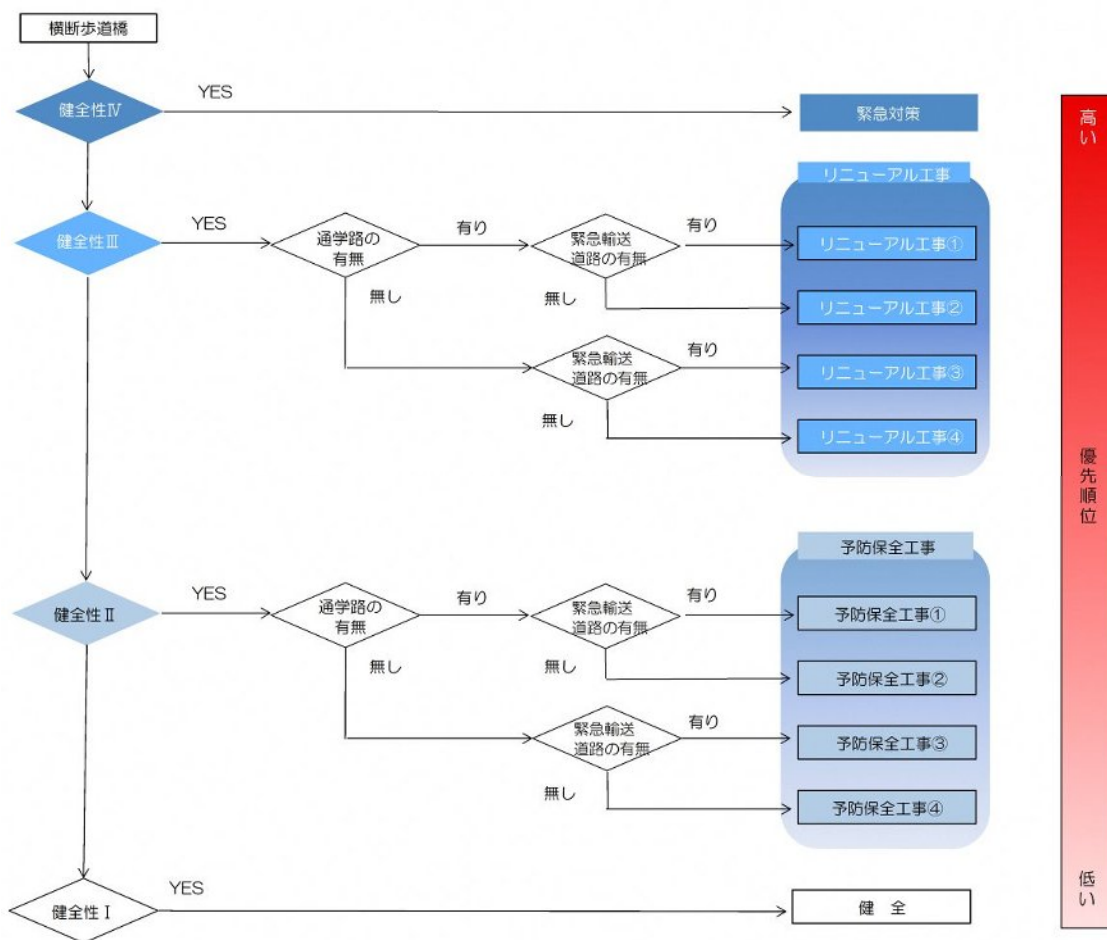 横断歩道橋
健全性Ⅳ
YES
緊急対策
高い
リニューアル工事
健全性Ⅲ
YES
通学路の
有無
有り
緊急輸送
道路の有無
有り
リニューアル工事①
無し
無し
リニューアル工事②
緊急輸送
道路の有無
有り
リニューアル工事③
無し
リニューアル工事④
優先順位
予防保全工事
健全性Ⅱ
YES
通学路の
有無
有り
緊急輸送
道路の有無
有り
予防保全工事①
無し
無し
予防保全工事②
緊急輸送
道路の有無
有り
予防保全工事③
無し
予防保全工事④
低い
健全性Ⅰ
YES
健 全